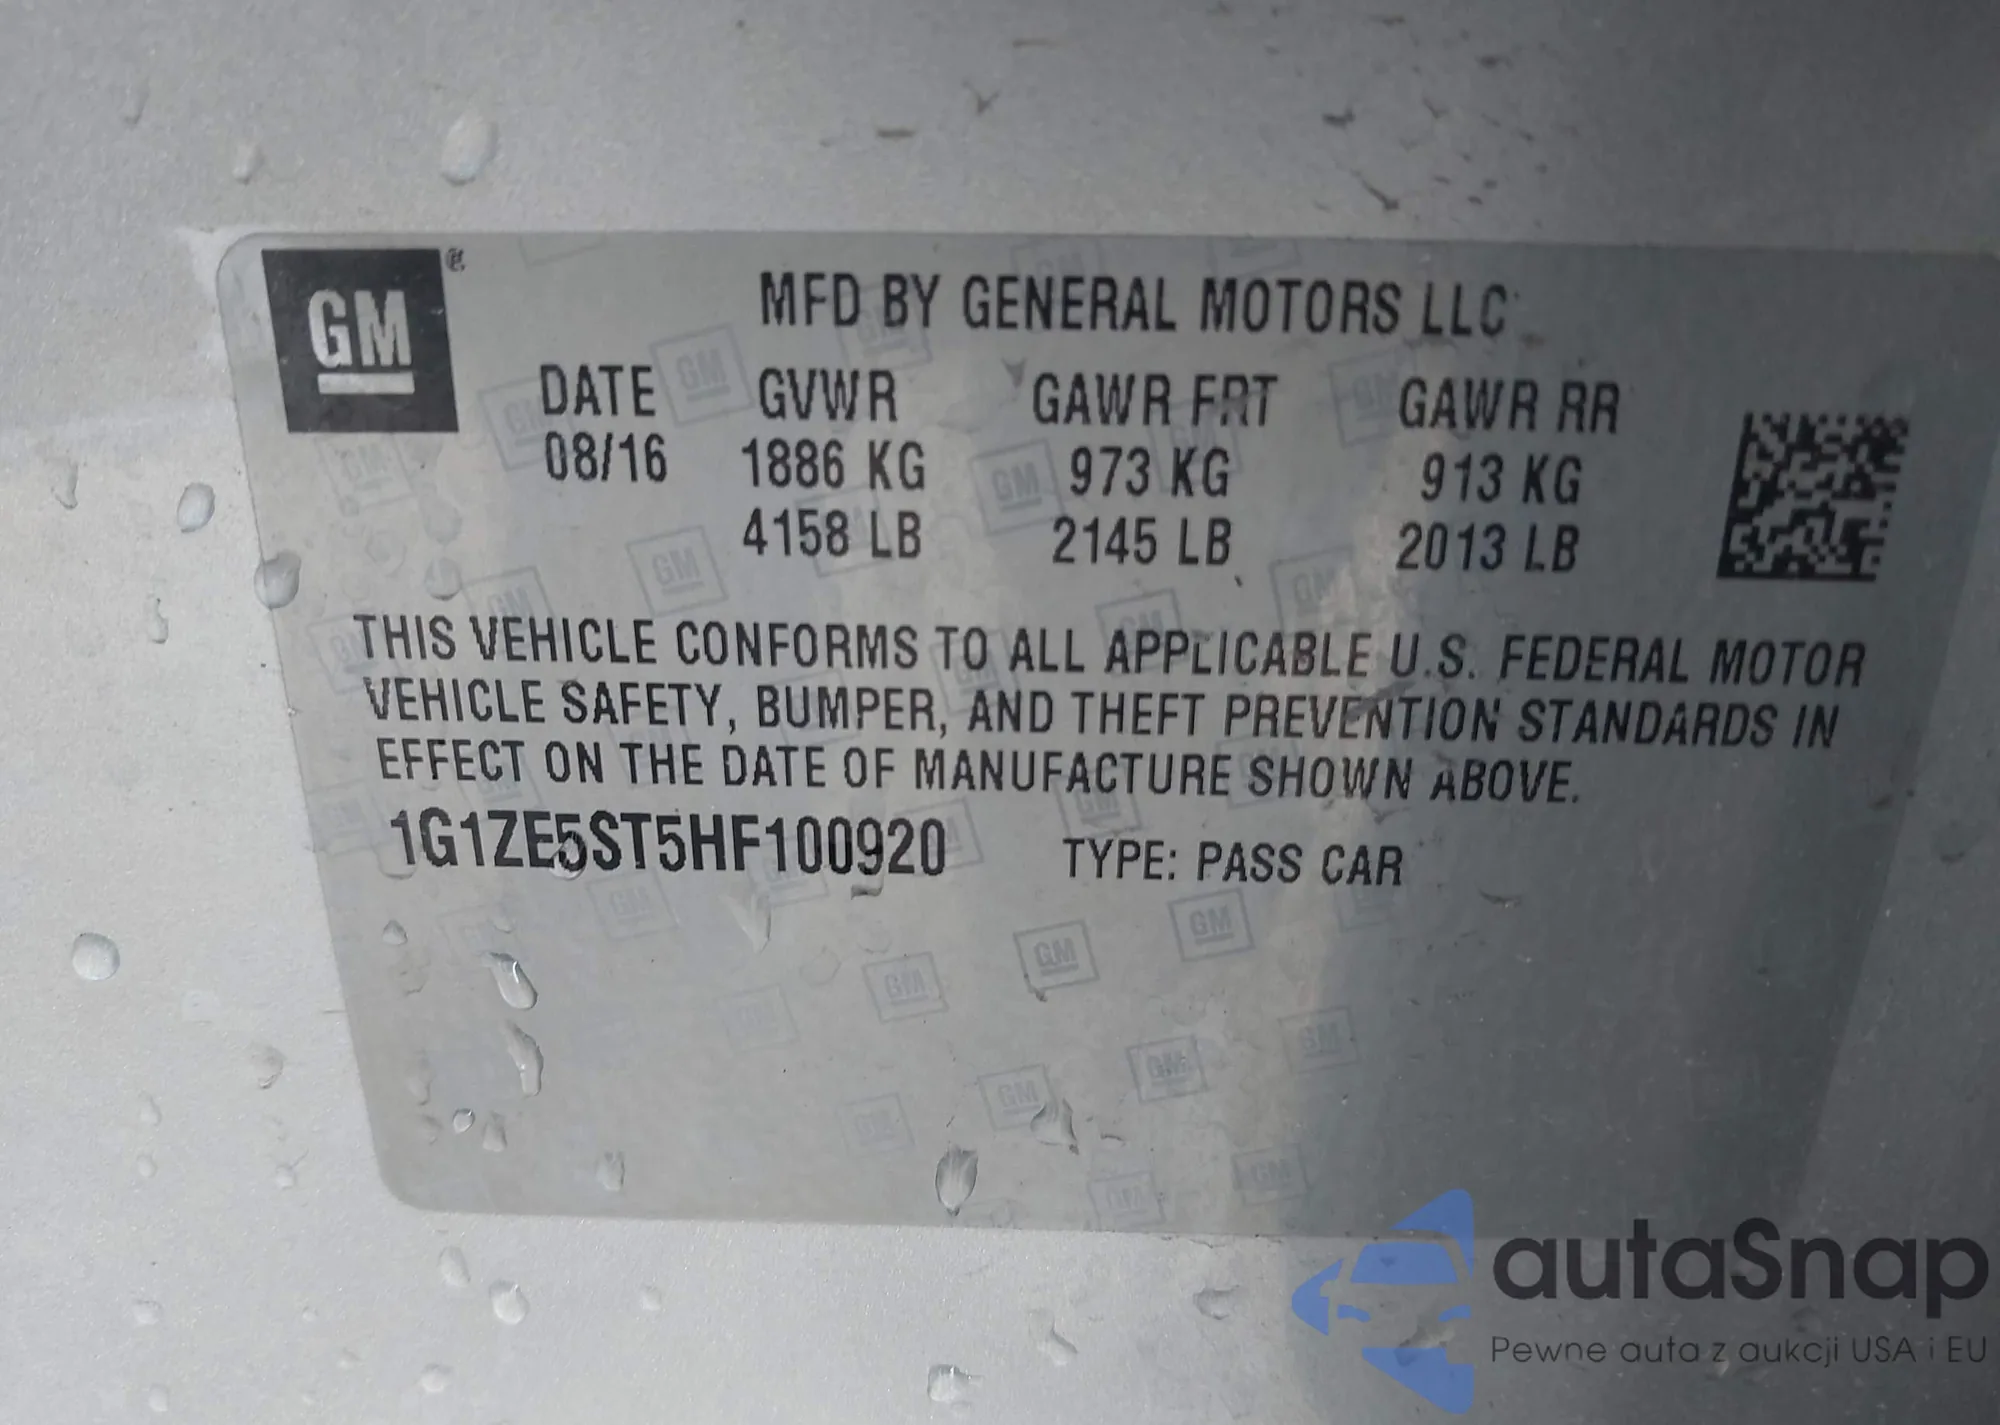 GM®
MFD BY GENERAL MOTORS LLC
DATE GVWR GAWR FRT GAWR RR
08/16 1886 KG 973 KG 913 KG
4158 LB 2145 LB 2013 LB
THIS VEHICLE CONFORMS TO ALL APPLICABLE U.S. FEDERAL MOTOR
VEHICLE SAFETY, BUMPER, AND THEFT PREVENTION STANDARDS IN
EFFECT ON THE DATE OF MANUFACTURE SHOWN ABOVE.
1G1ZE5ST5HF100920 TYPE: PASS CAR
autaSnap
Pewne auta z aukcji USA i EU